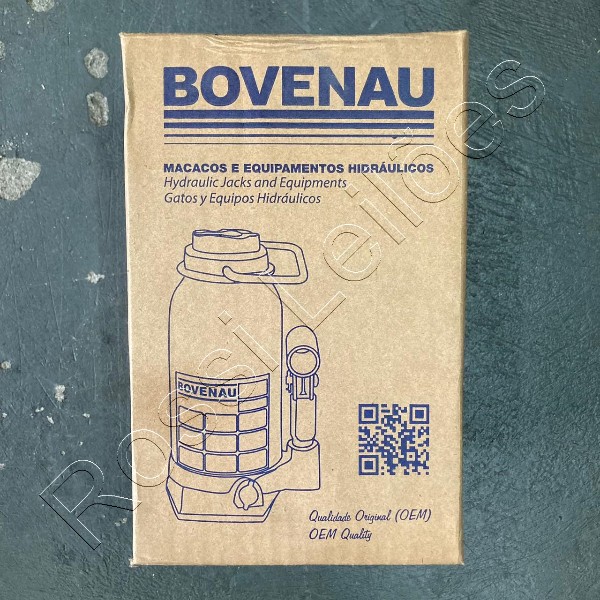 BOVENAU
MACACOS E EQUIPAMENTOS HIDRÁULICOS
Hydraulic Jacks and Equipments
Gatos y Equipos Hidráulicos
BOVENAU
Qualidade Original (OEM)
OEM Quality
Rossi Leilões